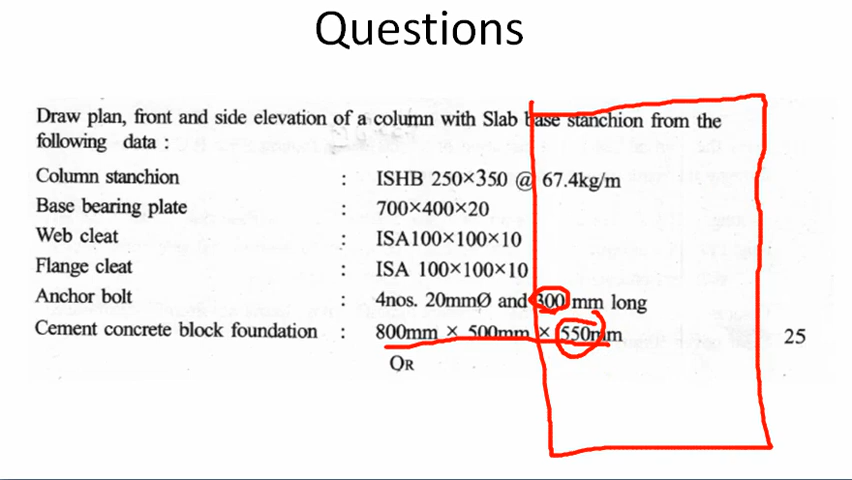 Questions
Draw plan, front and side elevation of a column with Slab base stanchion from the
following data :
Column stanchion : ISHB 250×350 @ 67.4kg/m
Base bearing plate : 700×400×20
Web cleat : ISA100×100×10
Flange cleat : ISA 100×100×10
Anchor bolt : 4nos. 20mmØ and 300 mm long
Cement concrete block foundation : 800mm × 500mm × 550mm 25
OR